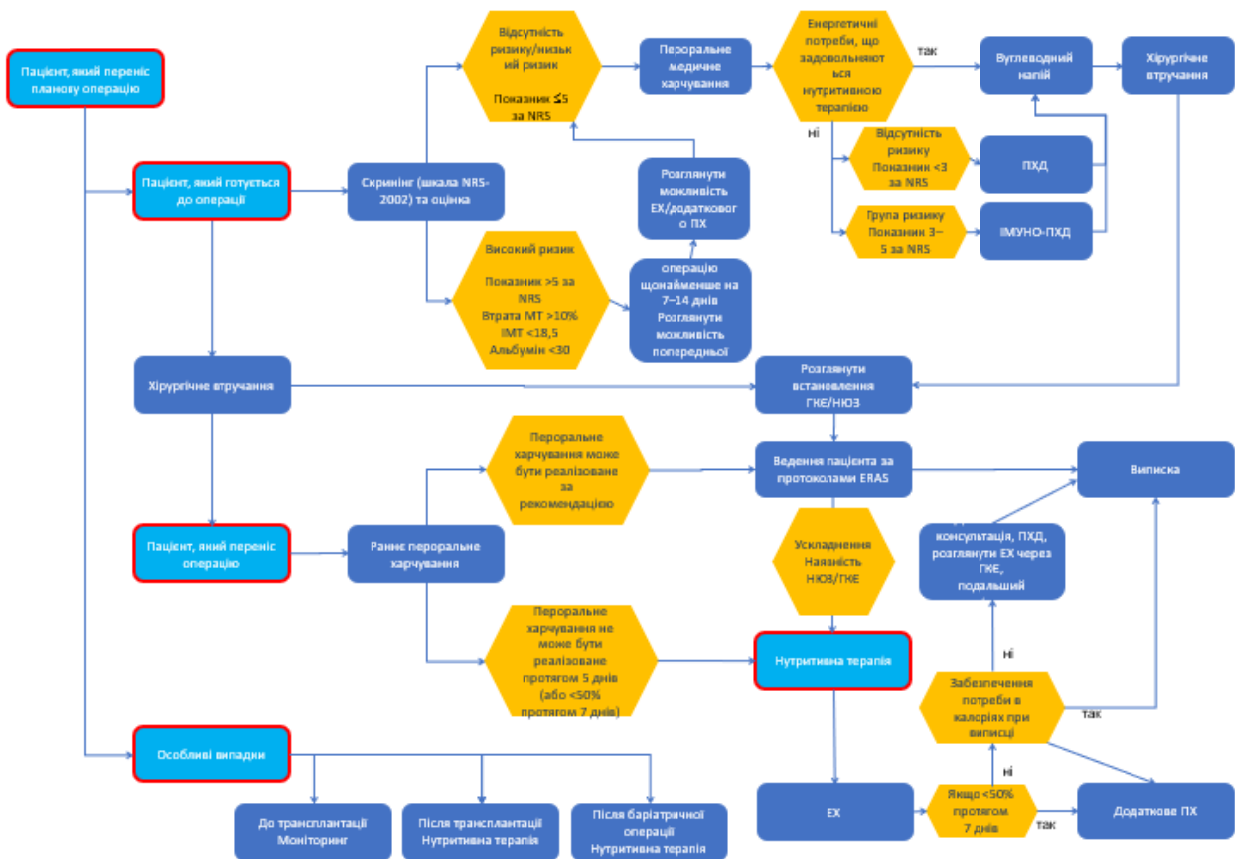 Пацієнт, який переніс
планову операцію
Відсутність
ризику/низьк
ий ризик
Показник ≤5
за NRS
Пероральне
медичне
харчування
Енергетичні
потреби, що
задовольняют
ься
нутритивною
терапією
так
ні
Вуглеводний
напій
Хірургічне
втручання
Відсутність
ризику
Показник <3
за NRS
ПХД
Пацієнт, який готується
до операції
Скринінг (шкала NRS-
2002) та оцінка
Розглянути
можливість
ЕХ/додатковог
о ПХ
Група ризику
Показник 3–
5 за NRS
ІМУНО-ПХД
Високий ризик
Показник >5 за
NRS
Втрата МТ >10%
ІМТ <18,5
Альбумін <30
операцію
щонайменше на
7–14 днів
Розглянути
можливість
попередньої
Хірургічне втручання
Розглянути
встановлення
ГКЕ/НЮЗ
Пероральне
харчування може
бути реалізоване
за
рекомендацією
Ведення пацієнта за
протоколами ERAS
Виписка
Пацієнт, який переніс
операцію
Раннє пероральне
харчування
Ускладнення
Наявність
НЮЗ/ГКЕ
консультація, ПХД,
розглянути ЕХ через
ГКЕ,
подальший
Пероральне
харчування не
може бути
реалізоване
протягом 5 днів
(або <50%
протягом 7 днів)
Нутритивна терапія
ні
Забезпечення
потреби в
калоріях при
виписці
так
Особливі випадки
ні
До трансплантації
Моніторинг
Після трансплантації
Нутритивна терапія
Після баріатричної
операції
Нутритивна терапія
ЕХ
Якщо <50%
протягом
7 днів
так
Додаткове ПХ